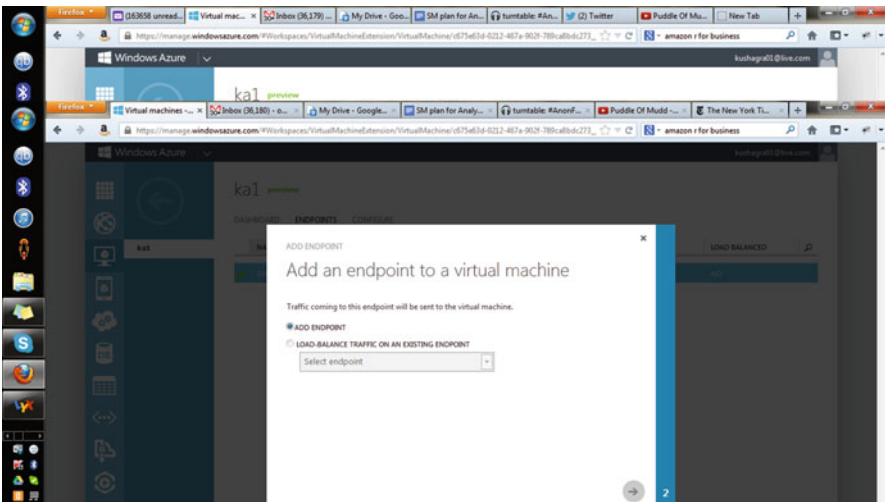 Firefox
(163658 unread...
Virtual mac...
Inbox (36,179) ...
My Drive - Goo...
SM plan for An...
turntable: #An...
(2) Twitter
Puddle Of Mu...
New Tab
https://manage.windowsazure.com/#Workspaces/VirtualMachineExtension/VirtualMachine/c675e63d-0212-487a-902f-789ca8bdc273_
amazon r for business
Windows Azure
kushagra01@live.com
ka1 preview
Firefox
Virtual machines -...
Inbox (36,180) - o...
My Drive - Google...
SM plan for Analy...
turntable: #AnonF...
Puddle Of Mudd -...
The New York Ti...
https://manage.windowsazure.com/#Workspaces/VirtualMachineExtension/VirtualMachine/c675e63d-0212-487a-902f-789ca8bdc273_
amazon r for business
Windows Azure
kushagra01@live.com
ka1 preview
DASHBOARD ENDPOINTS CONFIGURE
ka1
NA
LOAD BALANCED
NO
ADD ENDPOINT
Add an endpoint to a virtual machine
Traffic coming to this endpoint will be sent to the virtual machine.
ADD ENDPOINT
LOAD-BALANCE TRAFFIC ON AN EXISTING ENDPOINT
Select endpoint
2